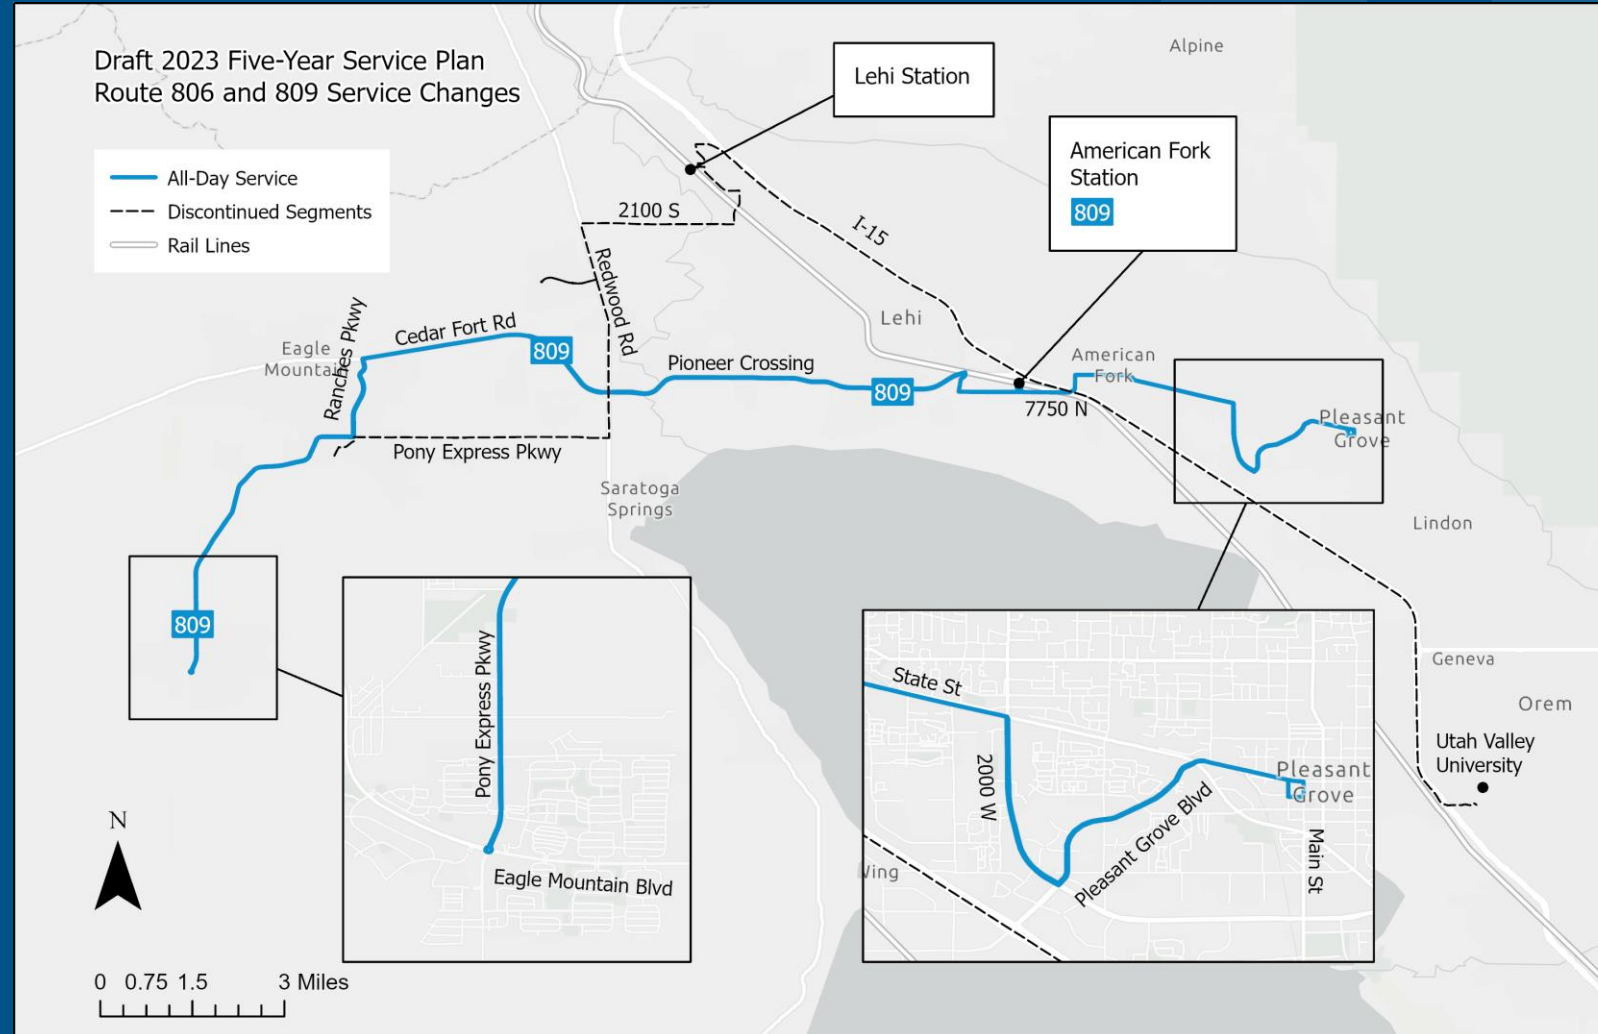 Draft 2023 Five-Year Service Plan
Route 806 and 809 Service Changes
All-Day Service
Discontinued Segments
Rail Lines
Lehi Station
American Fork
Station
809
Alpine
2100 S
I-15
Redwood Rd
Ranches Pkwy
Cedar Fort Rd
809
Eagle
Mountain
Lehi
Pioneer Crossing
809
American
Fork
7750 N
Pleasant
Grove
Pony Express Pkwy
Saratoga
Springs
Lindon
809
Pony Express Pkwy
Eagle Mountain Blvd
State St
2000 W
Pleasant Grove Blvd
Pleasant
Grove
Main St
Geneva
Orem
Utah Valley
University
N
0 0.75 1.5 3 Miles